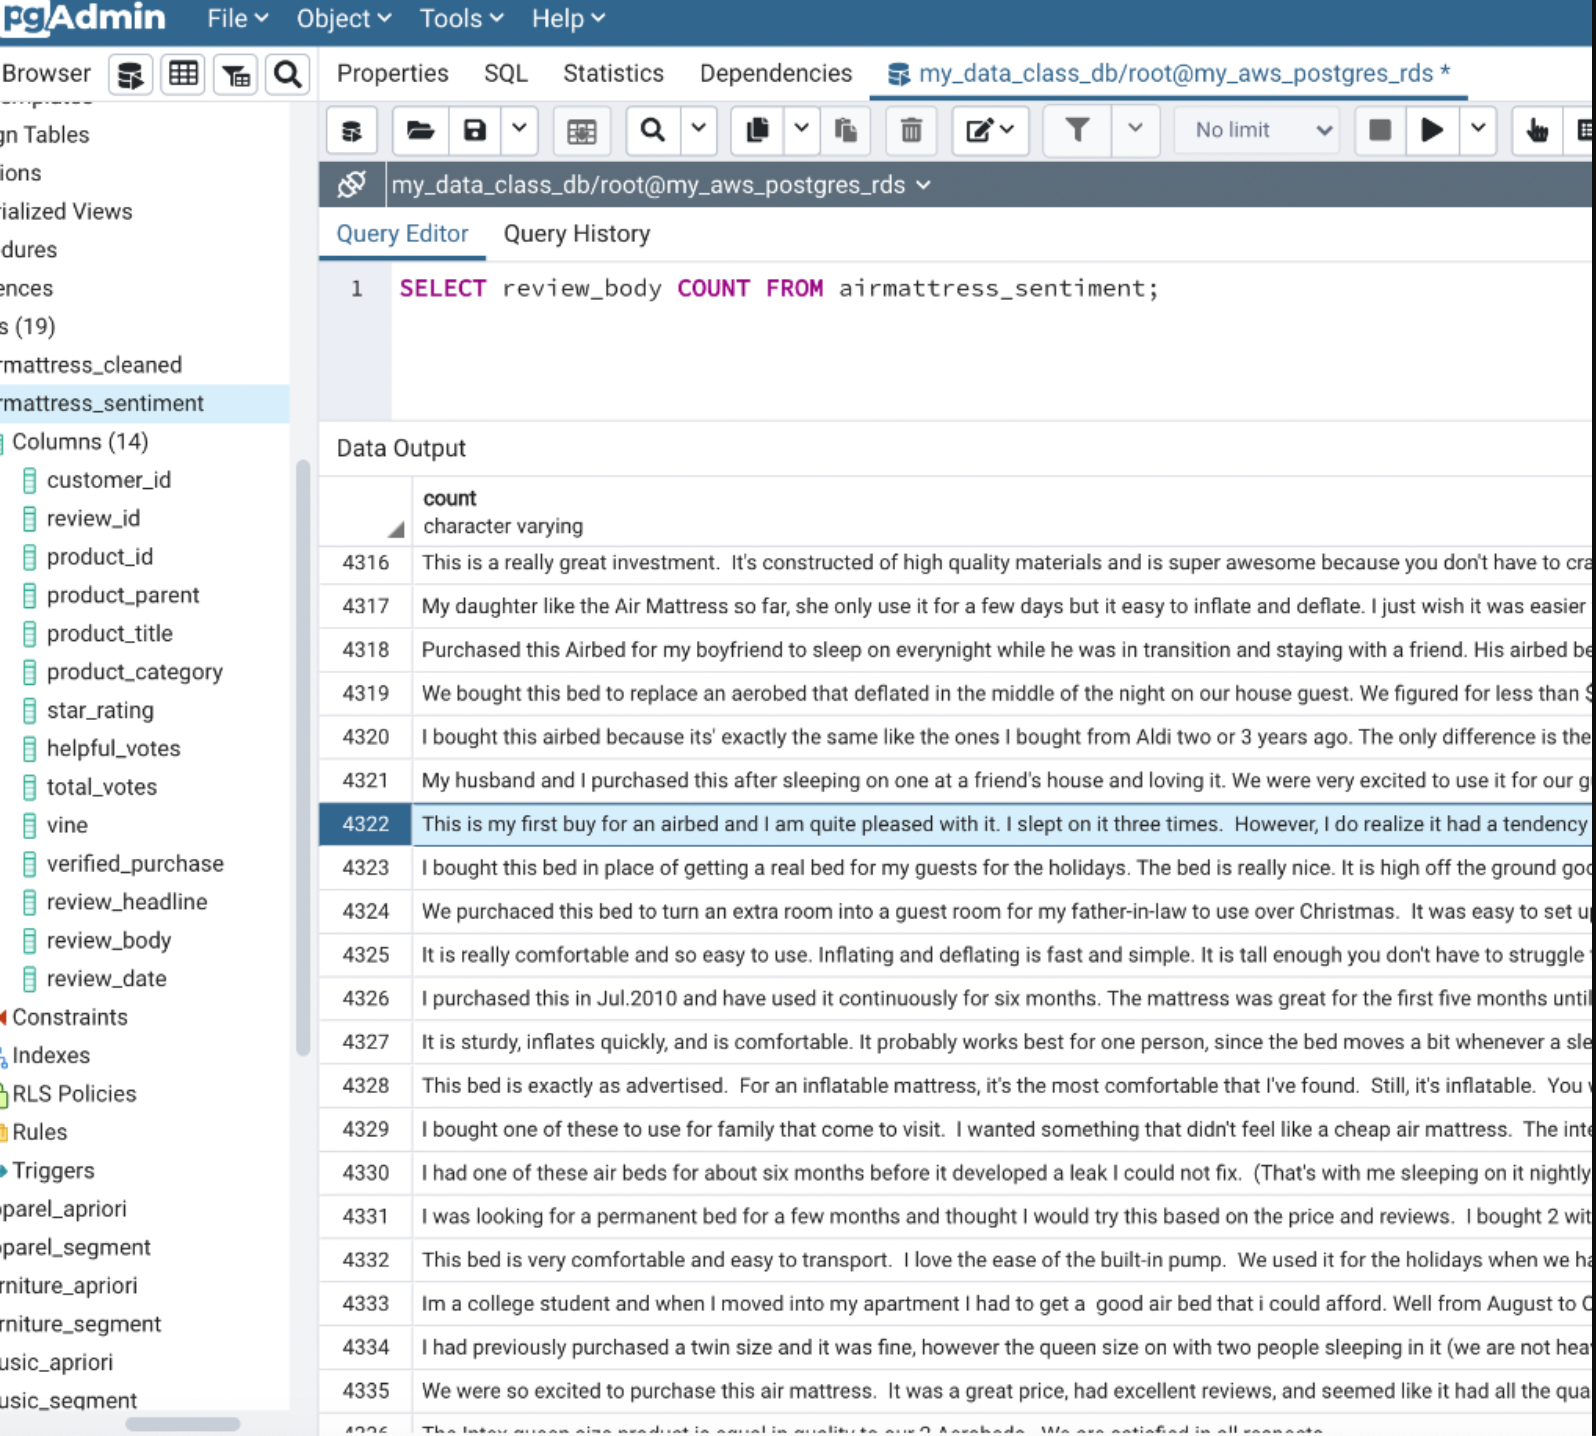 pgAdmin File Object Tools Help
Browser
Properties SQL Statistics Dependencies my_data_class_db/root@my_aws_postgres_rds *
gn Tables
ions
ialized Views
dures
ences
s (19)
rmattress_cleaned
rmattress_sentiment
Columns (14)
customer_id
review_id
product_id
product_parent
product_title
product_category
star_rating
helpful_votes
total_votes
vine
verified_purchase
review_headline
review_body
review_date
Constraints
Indexes
RLS Policies
Rules
Triggers
parel_apriori
parel_segment
rniture_apriori
rniture_segment
usic_apriori
usic_segment
No limit
my_data_class_db/root@my_aws_postgres_rds
Query Editor Query History
1 SELECT review_body COUNT FROM airmattress_sentiment;
Data Output
count
character varying
4316 This is a really great investment. It's constructed of high quality materials and is super awesome because you don't have to cra
4317 My daughter like the Air Mattress so far, she only use it for a few days but it easy to inflate and deflate. I just wish it was easier
4318 Purchased this Airbed for my boyfriend to sleep on everynight while he was in transition and staying with a friend. His airbed be
4319 We bought this bed to replace an aerobed that deflated in the middle of the night on our house guest. We figured for less than $
4320 I bought this airbed because its' exactly the same like the ones I bought from Aldi two or 3 years ago. The only difference is the
4321 My husband and I purchased this after sleeping on one at a friend's house and loving it. We were very excited to use it for our g
4322 This is my first buy for an airbed and I am quite pleased with it. I slept on it three times. However, I do realize it had a tendency
4323 I bought this bed in place of getting a real bed for my guests for the holidays. The bed is really nice. It is high off the ground goo
4324 We purchaced this bed to turn an extra room into a guest room for my father-in-law to use over Christmas. It was easy to set up
4325 It is really comfortable and so easy to use. Inflating and deflating is fast and simple. It is tall enough you don't have to struggle
4326 I purchased this in Jul.2010 and have used it continuously for six months. The mattress was great for the first five months until
4327 It is sturdy, inflates quickly, and is comfortable. It probably works best for one person, since the bed moves a bit whenever a sle
4328 This bed is exactly as advertised. For an inflatable mattress, it's the most comfortable that I've found. Still, it's inflatable. You
4329 I bought one of these to use for family that come to visit. I wanted something that didn't feel like a cheap air mattress. The inte
4330 I had one of these air beds for about six months before it developed a leak I could not fix. (That's with me sleeping on it nightly
4331 I was looking for a permanent bed for a few months and thought I would try this based on the price and reviews. I bought 2 wit
4332 This bed is very comfortable and easy to transport. I love the ease of the built-in pump. We used it for the holidays when we ha
4333 Im a college student and when I moved into my apartment I had to get a good air bed that i could afford. Well from August to
4334 I had previously purchased a twin size and it was fine, however the queen size on with two people sleeping in it (we are not hea
4335 We were so excited to purchase this air mattress. It was a great price, had excellent reviews, and seemed like it had all the qua